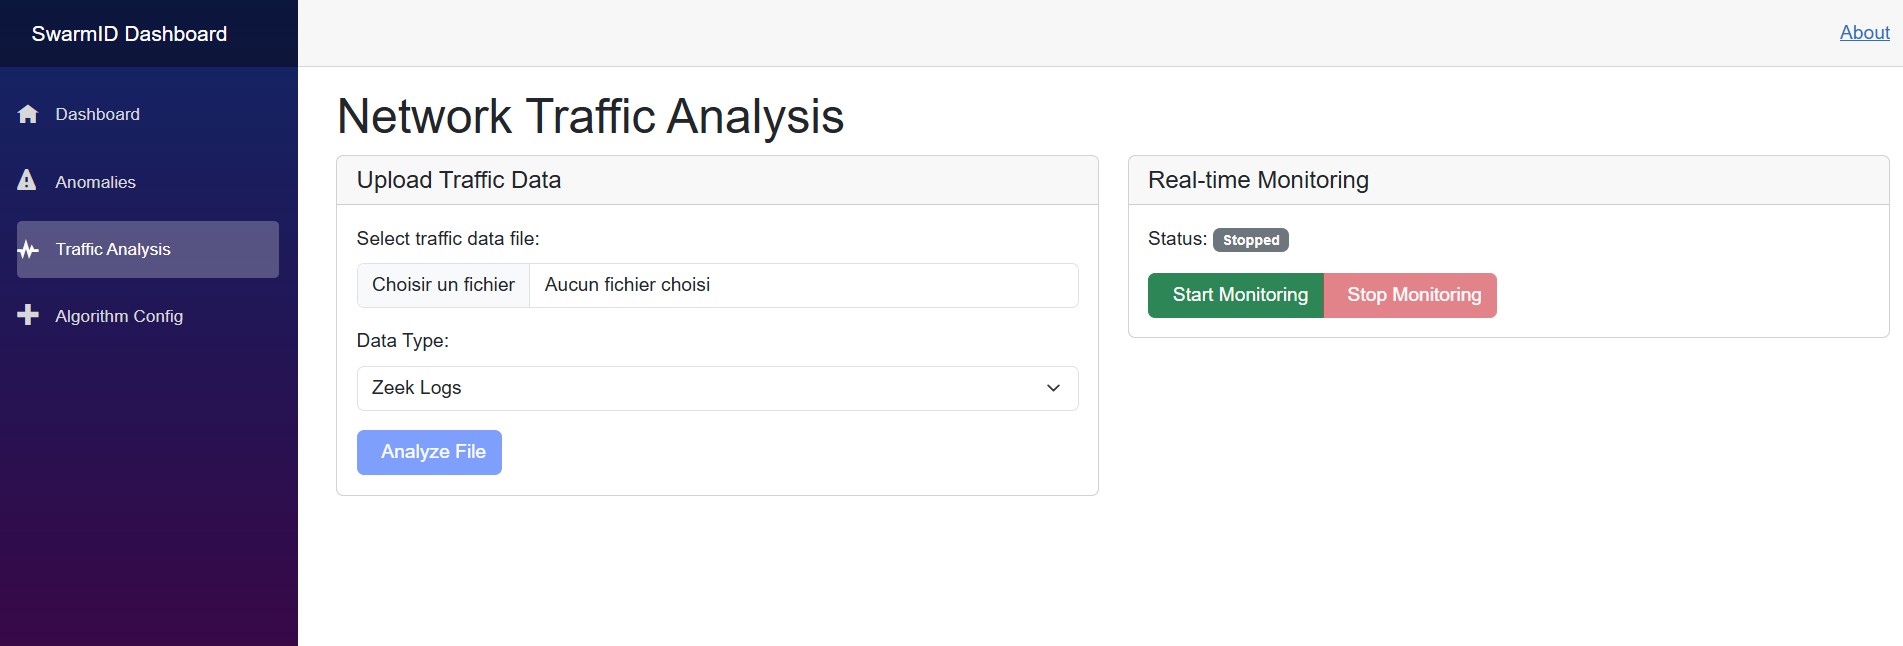 SwarmID Dashboard
About
Dashboard
Anomalies
Traffic Analysis
Algorithm Config
Network Traffic Analysis
Upload Traffic Data
Select traffic data file:
Choisir un fichier Aucun fichier choisi
Data Type:
Zeek Logs
Analyze File
Real-time Monitoring
Status: Stopped
Start Monitoring Stop Monitoring